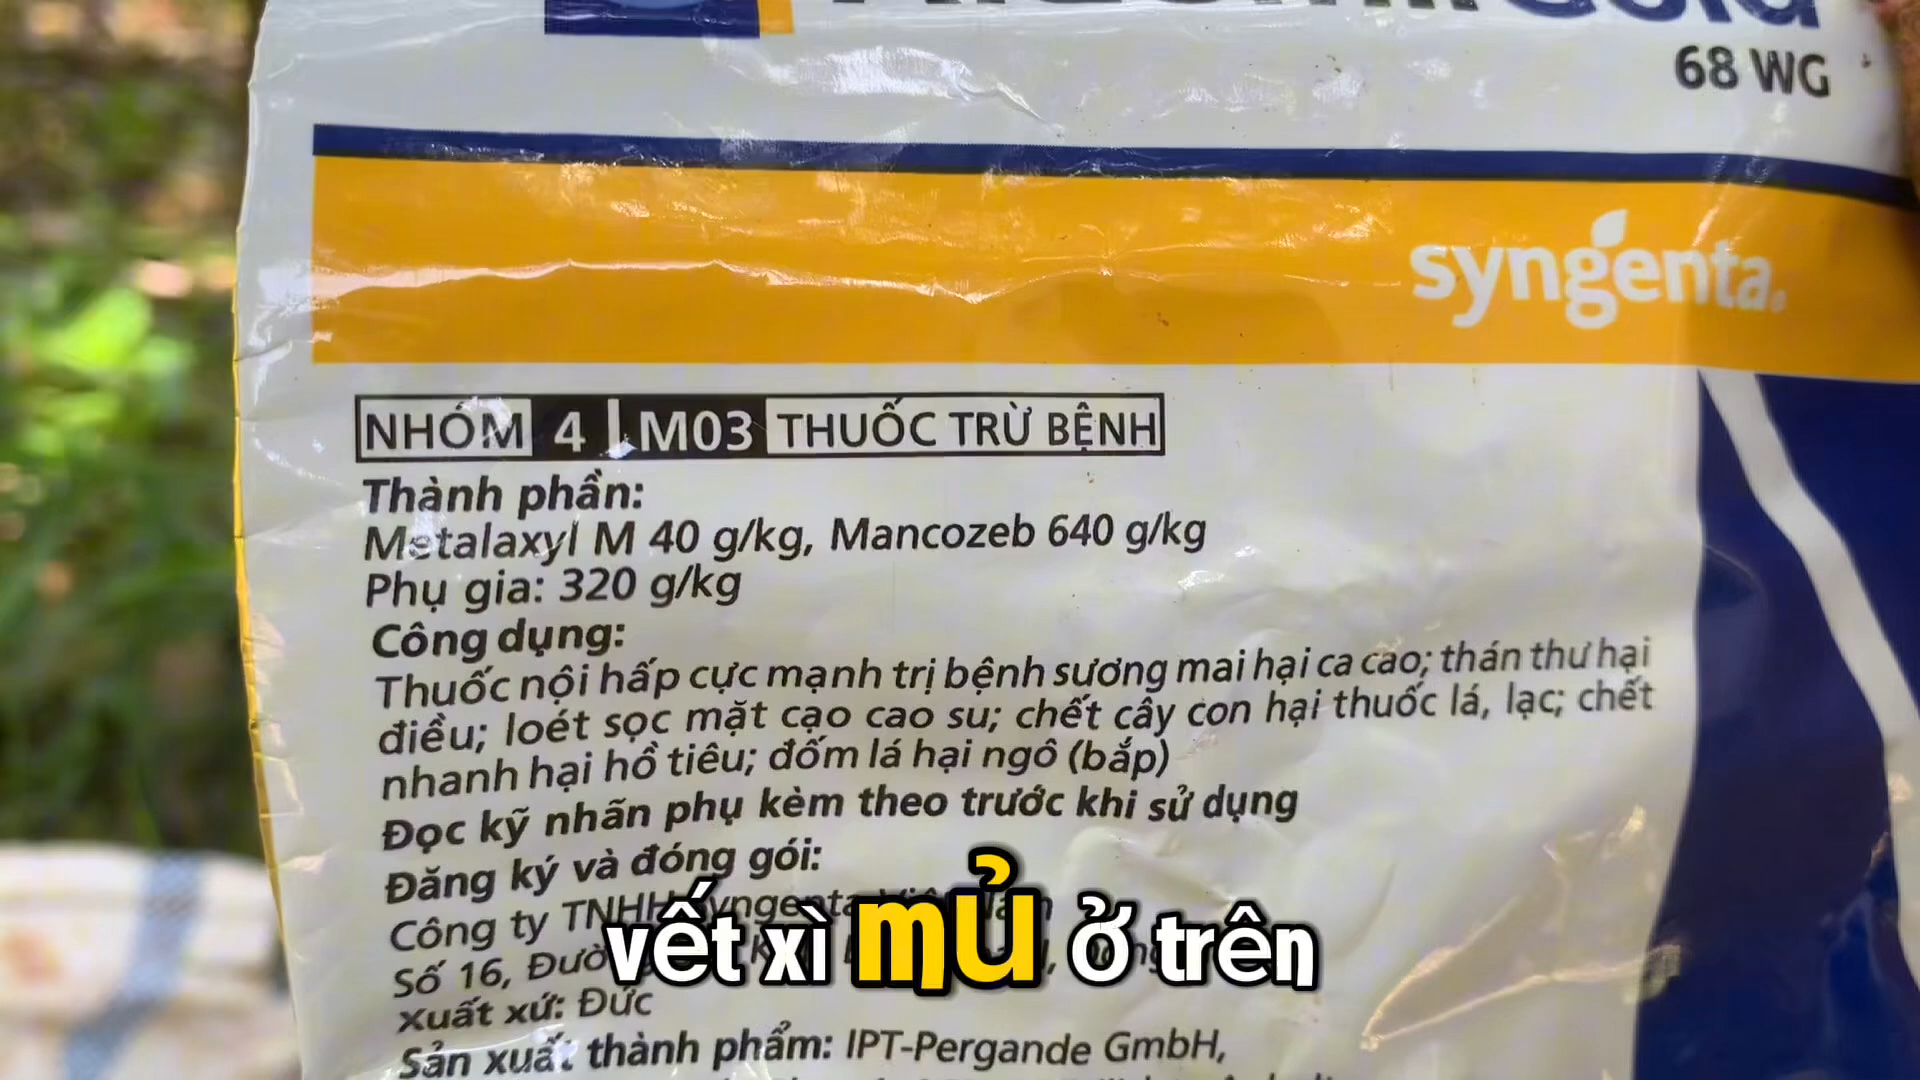 68 WG
syngenta.
NHÓM 4 M03 THUỐC TRỪ BỆNH
Thành phần:
Metalaxyl M 40 g/kg, Mancozeb 640 g/kg
Phụ gia: 320 g/kg
Công dụng:
Thuốc nội hấp cực mạnh trị bệnh sương mai hại ca cao; thán thư hại
điều; loét sọc mặt cạo cao su; chết cây con hại thuốc lá, lạc; chết
nhanh hại hồ tiêu; đốm lá hại ngô (bắp)
Đọc kỹ nhãn phụ kèm theo trước khi sử dụng
Đăng ký và đóng gói:
Công ty TNHH Syngenta Việt Nam
Số 16,
vết xì mủ ở trên
Xuất xứ: Đức
Sản xuất thành phẩm: IPT-Pergande GmbH,